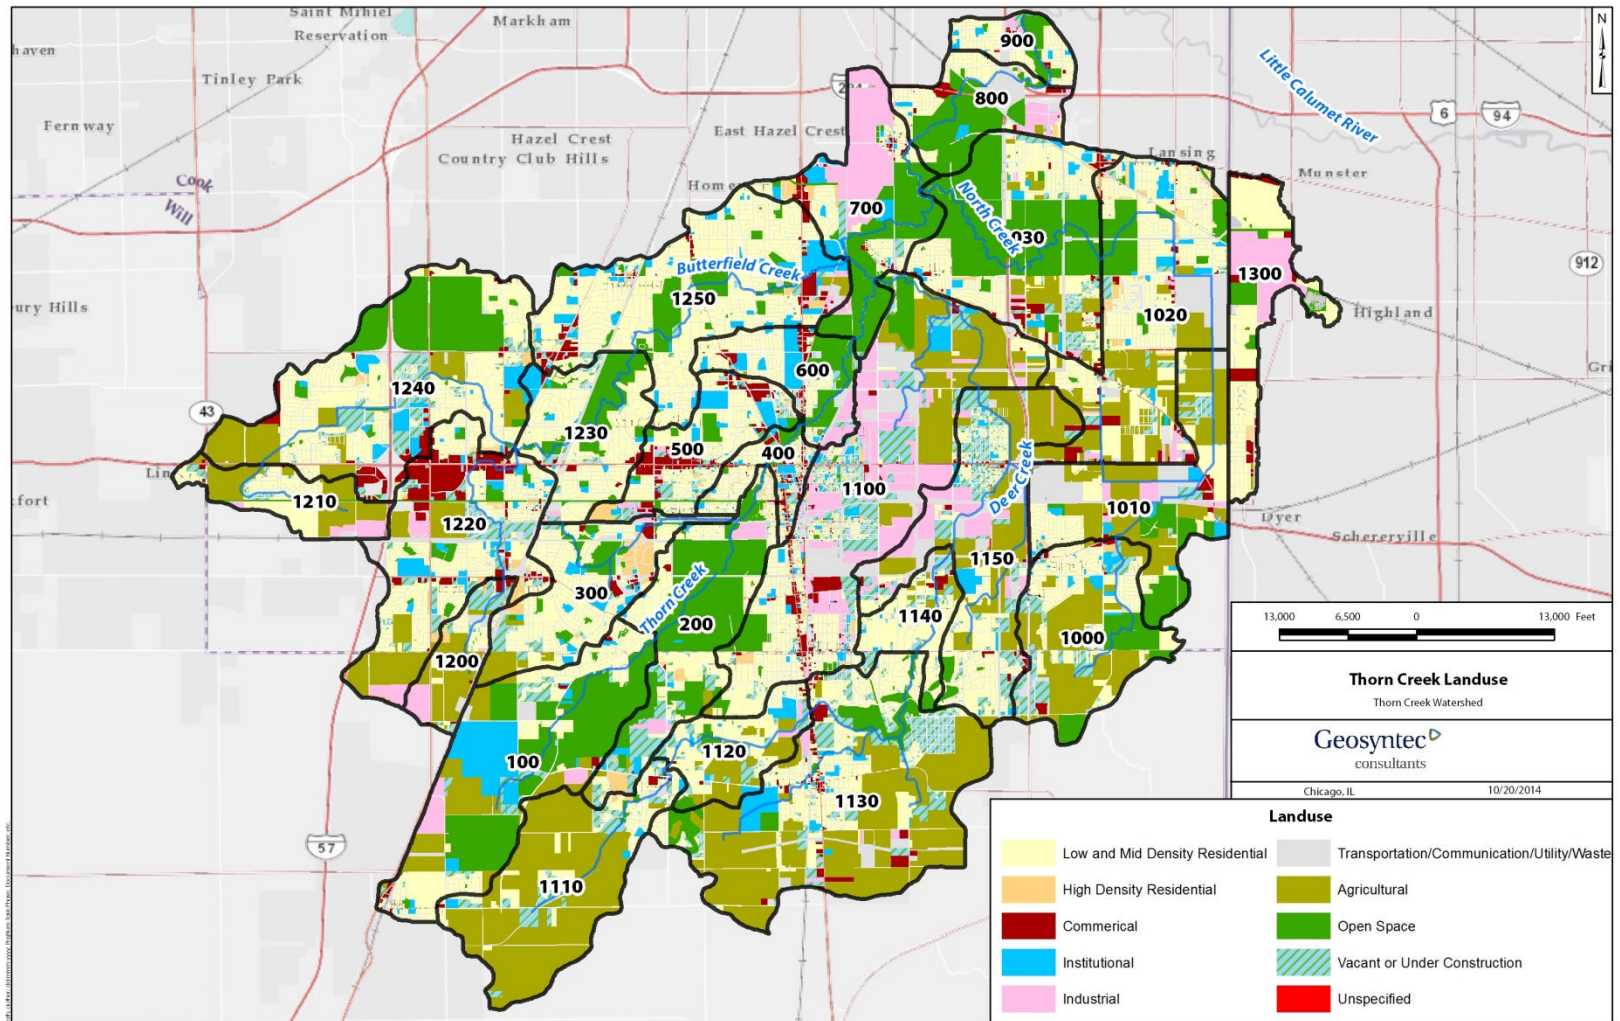 Saint Mihiel
Reservation
Markham
haven
Tinley Park
Fernway
Hazel Crest
Country Club Hills
East Hazel Crest
Cook
Will
ury Hills
43
Lin
fort
57
Lansing
Munster
Little Calumet River
6
94
912
Highland
Gri
Dyer
Schererville
N
900
800
700
North Creek
030
Butterfield Creek
1250
1300
1020
1240
600
1230
500
400
1210
1220
1100
Deer Creek
1010
1150
300
Thorn Creek
200
1140
1000
1200
100
1120
1130
1110
13,000 6,500 0 13,000 Feet
Thorn Creek Landuse
Thorn Creek Watershed
Geosyntec
consultants
Chicago, IL 10/20/2014
Landuse
Low and Mid Density Residential
High Density Residential
Commerical
Institutional
Industrial
Transportation/Communication/Utility/Waste
Agricultural
Open Space
Vacant or Under Construction
Unspecified